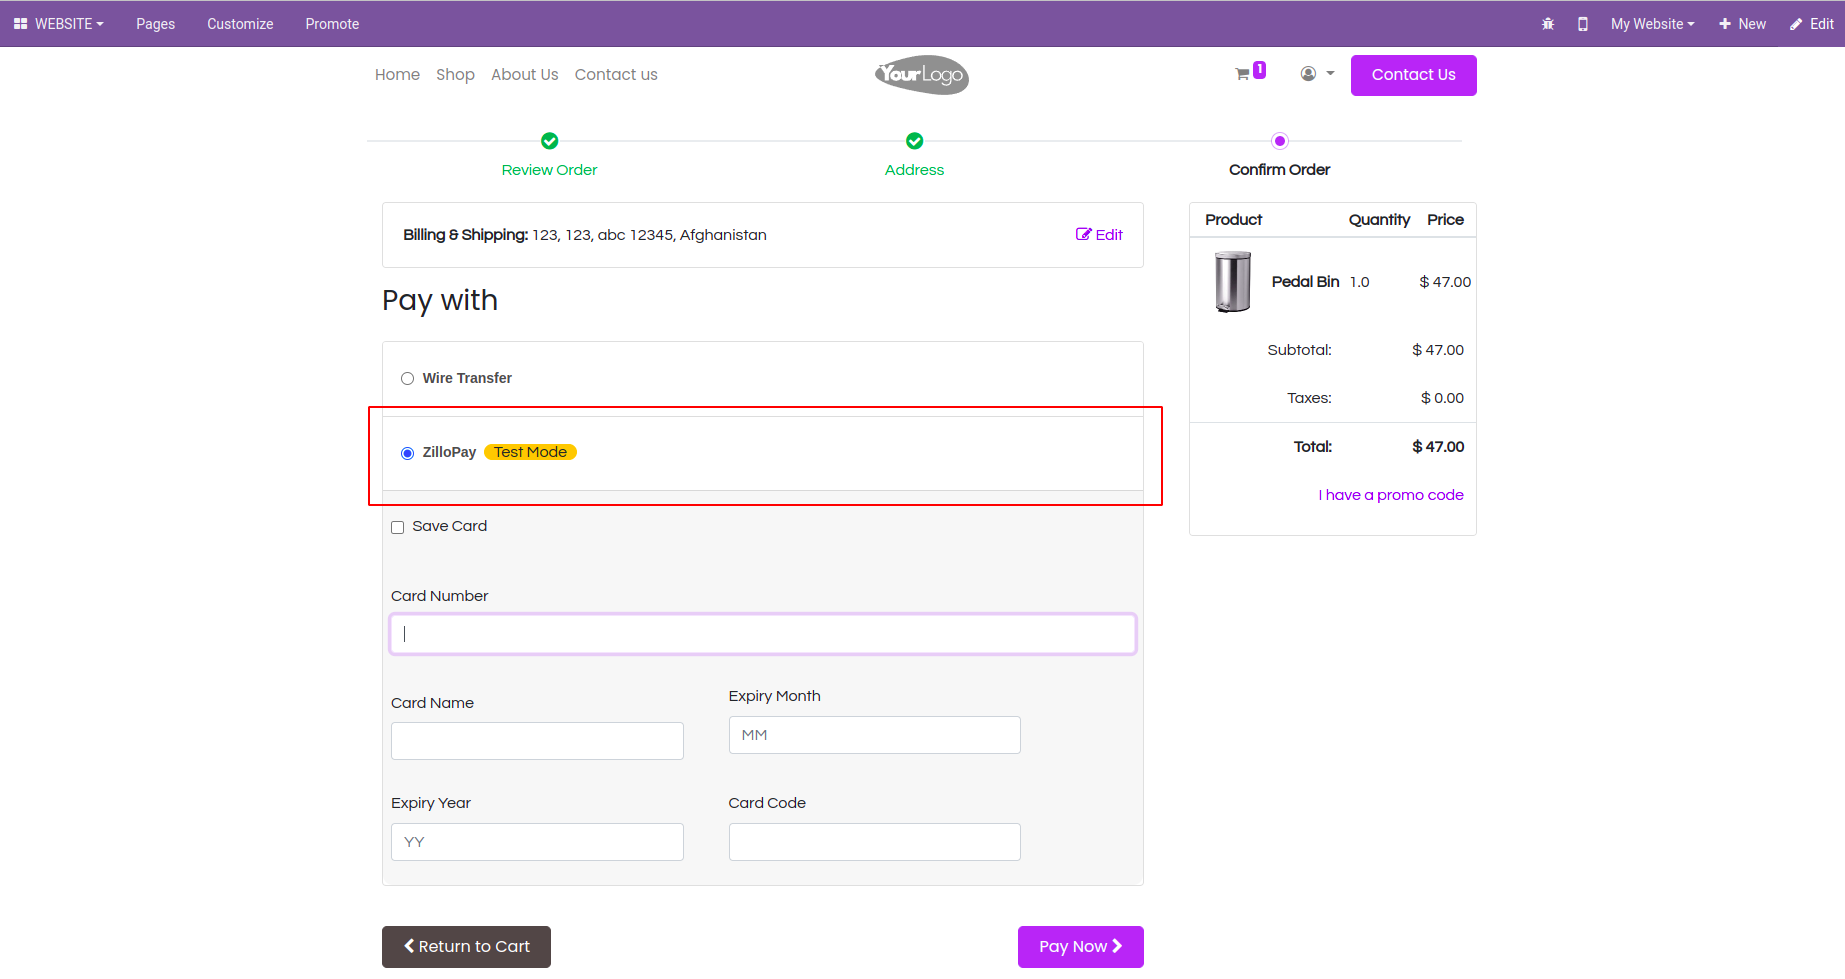 WEBSITE Pages Customize Promote My Website New Edit
Home Shop About Us Contact us YourLogo 1 Contact Us
Review Order Address Confirm Order
Billing & Shipping: 123, 123, abc 12345, Afghanistan Edit
Pay with
Wire Transfer
ZilloPay Test Mode
Save Card
Card Number
Card Name
Expiry Month
MM
Expiry Year
YY
Card Code
Return to Cart Pay Now
Product Quantity Price
Pedal Bin 1.0 $ 47.00
Subtotal: $ 47.00
Taxes: $ 0.00
Total: $ 47.00
I have a promo code